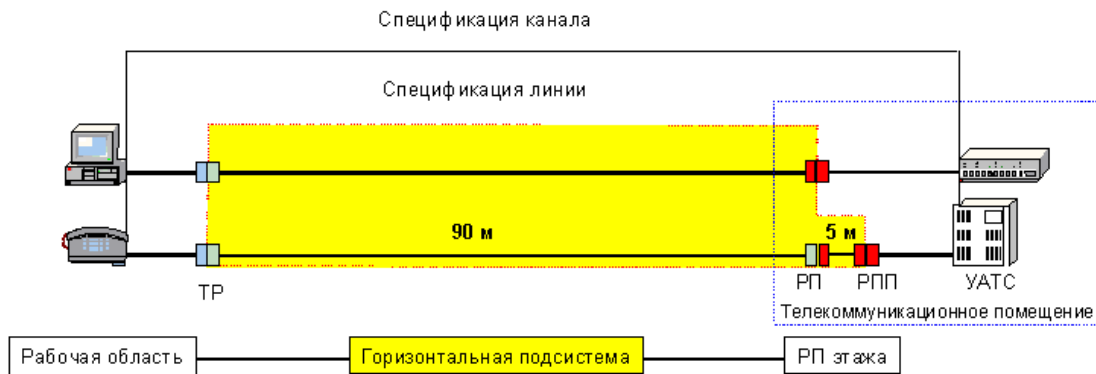 Спецификация канала
Спецификация линии
90 м
5 м
ТР
РП
РПП
УАТС
Телекоммуникационное помещение
Рабочая область
Горизонтальная подсистема
РП этажа